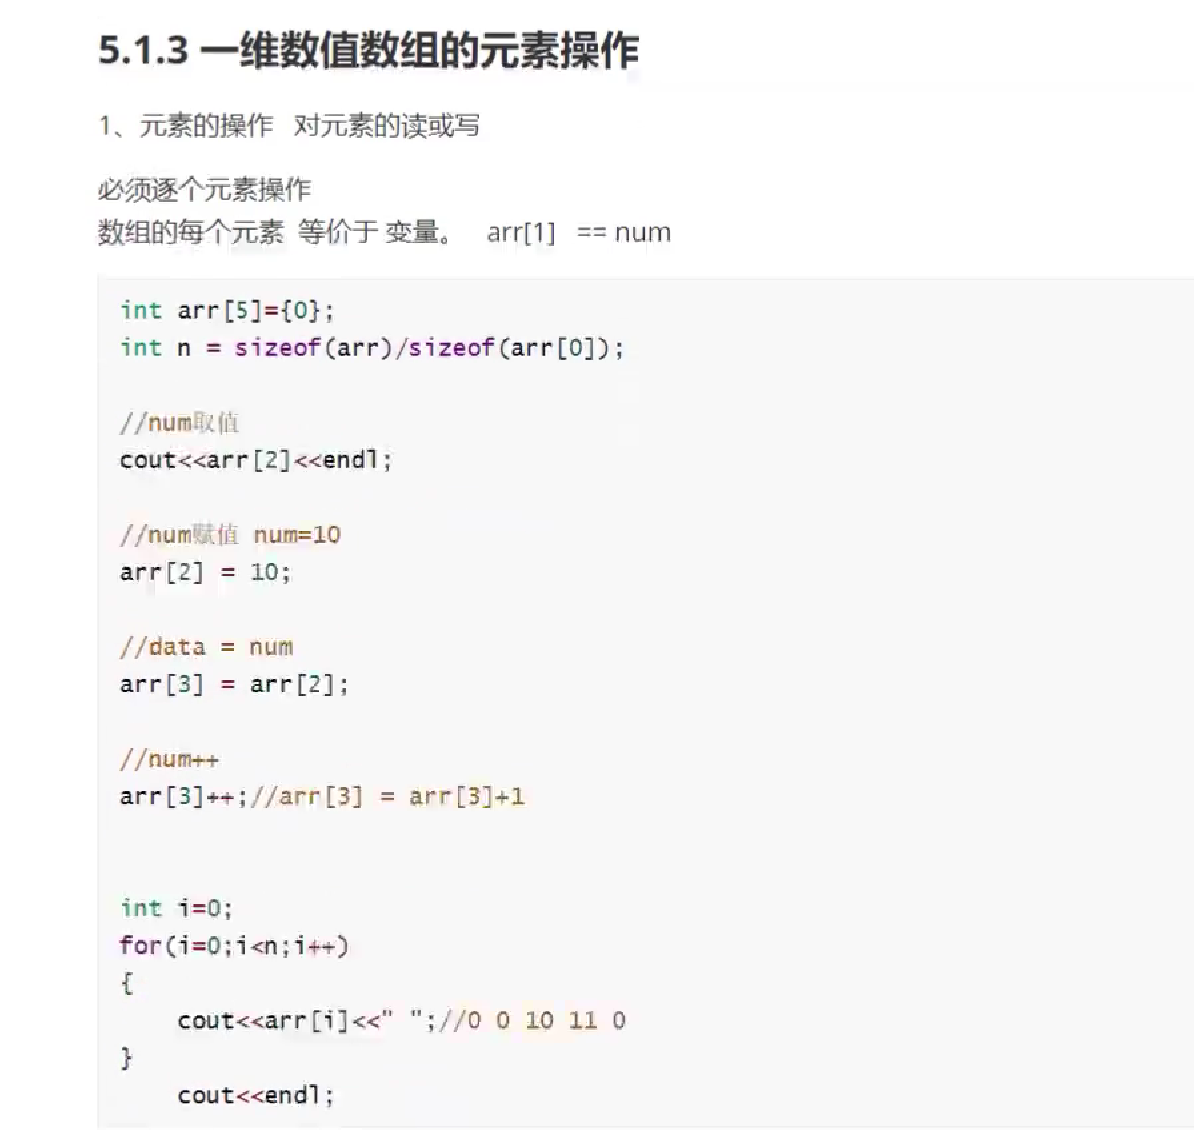 5.1.3 一维数值数组的元素操作
1、元素的操作 对元素的读或写
必须逐个元素操作
数组的每个元素 等价于 变量。 arr[1] == num
int arr[5]={0};
int n = sizeof(arr)/sizeof(arr[0]);
//num取值
cout<<arr[2]<<endl;
//num赋值 num=10
arr[2] = 10;
//data = num
arr[3] = arr[2];
//num++
arr[3]++;//arr[3] = arr[3]+1
int i=0;
for(i=0;i<n;i++)
{
    cout<<arr[i]<<" ";//0 0 10 11 0
}
    cout<<endl;